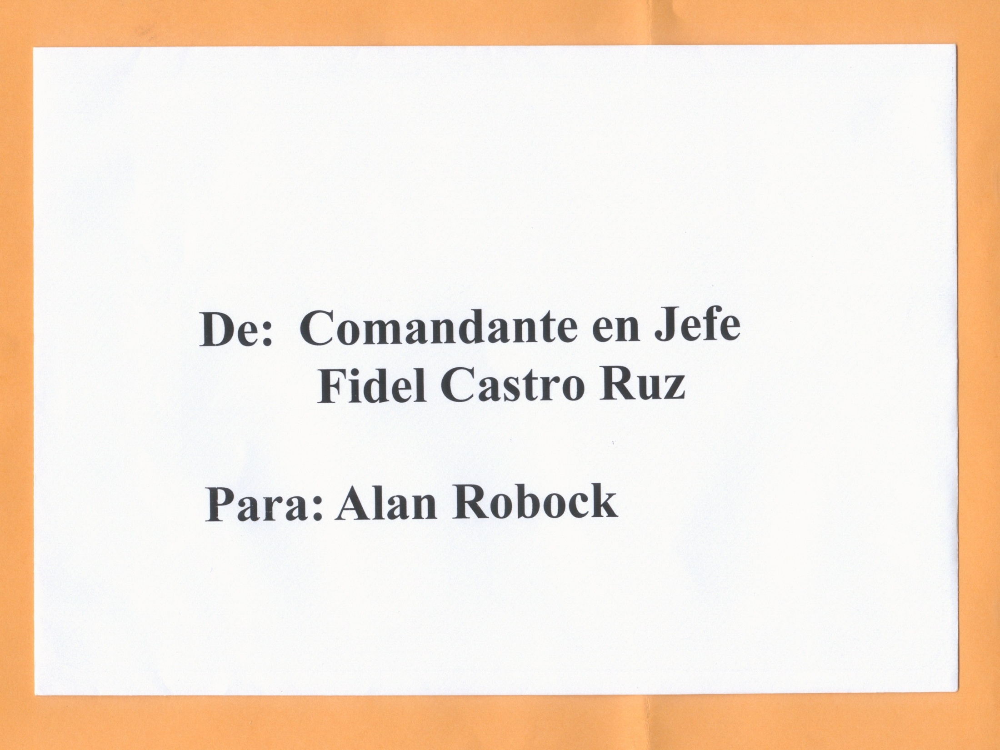 De: Comandante en Jefe
Fidel Castro Ruz
Para: Alan Robock